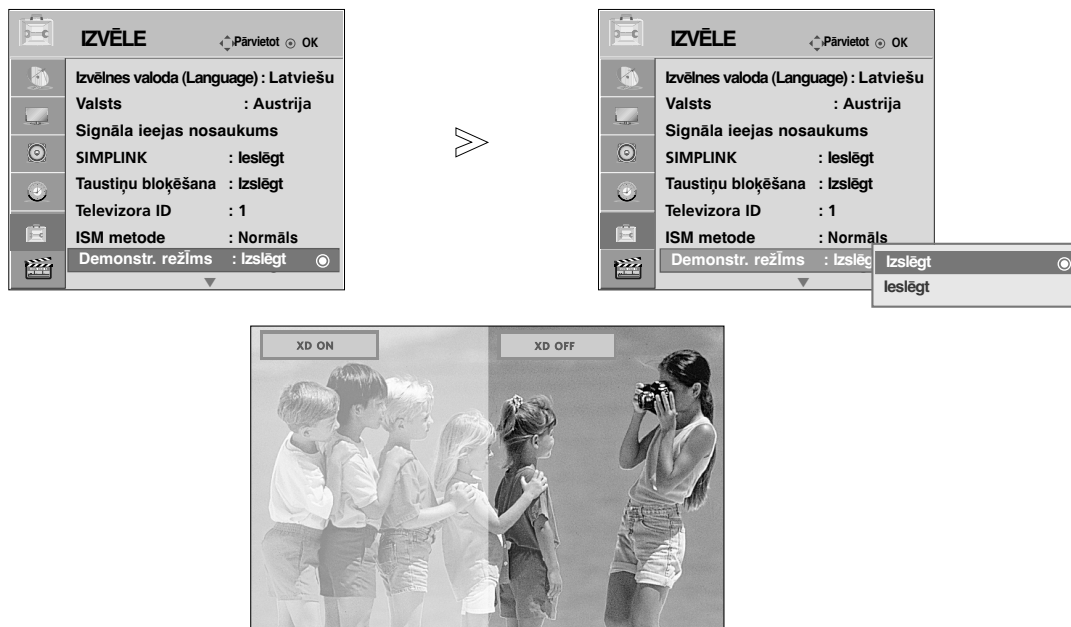 IZVĒLE Pārvietot OK
Izvēlnes valoda (Language) : Latviešu
Valsts : Austrija
Signāla ieejas nosaukums
SIMPLINK : Ieslēgt
Taustiņu bloķēšana : Izslēgt
Televizora ID : 1
ISM metode : Normāls
Demonstr. režĪms : Izslēgt
IZVĒLE Pārvietot OK
Izvēlnes valoda (Language) : Latviešu
Valsts : Austrija
Signāla ieejas nosaukums
SIMPLINK : Ieslēgt
Taustiņu bloķēšana : Izslēgt
Televizora ID : 1
ISM metode : Normāls
Demonstr. režĪms : Izslēg
Izslēgt
Ieslēgt
XD ON XD OFF